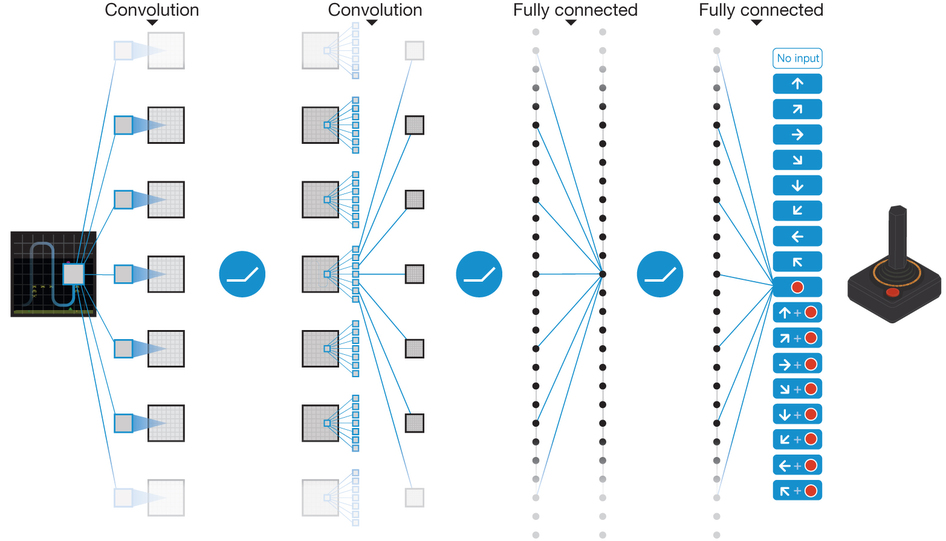 Convolution
Convolution
Fully connected
Fully connected
No input